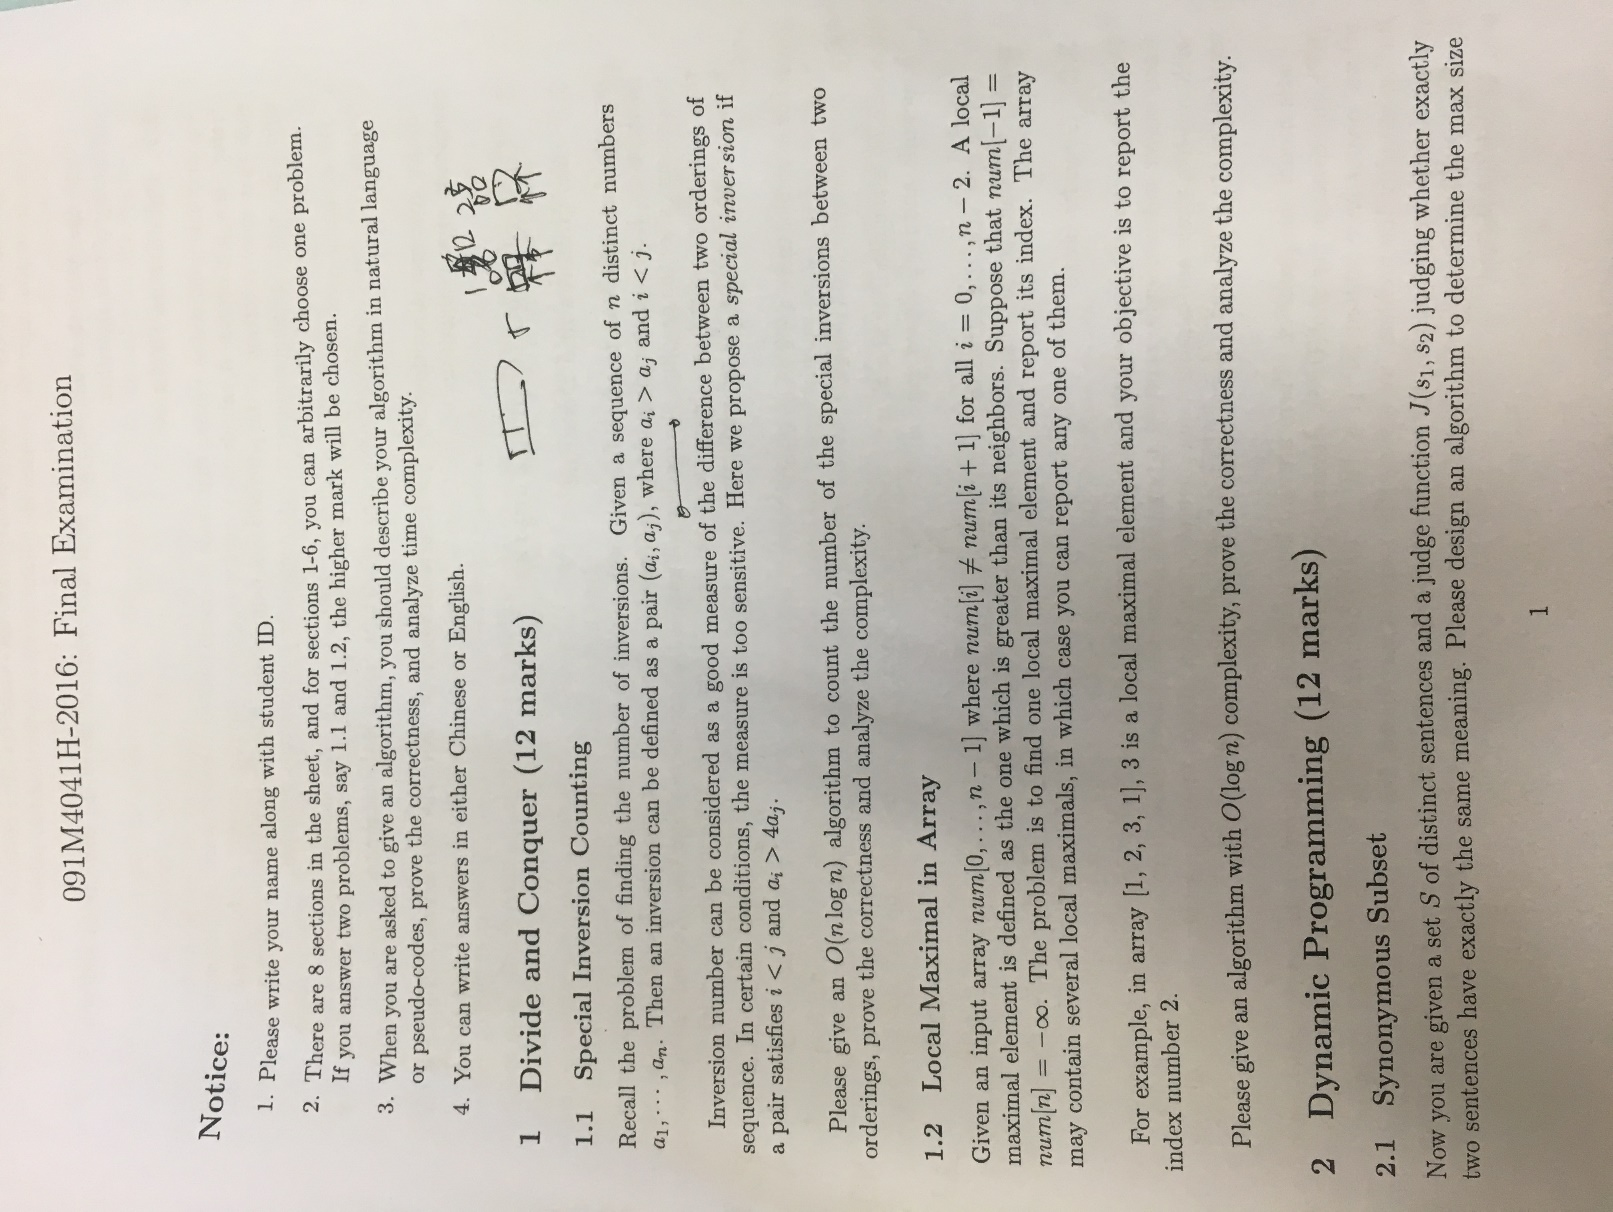 091M4041H-2016: Final Examination
Notice:
1. Please write your name along with student ID.
2. There are 8 sections in the sheet, and for sections 1-6, you can arbitrarily choose one problem.
If you answer two problems, say 1.1 and 1.2, the higher mark will be chosen.
3. When you are asked to give an algorithm, you should describe your algorithm in natural language
or pseudo-codes, prove the correctness, and analyze time complexity.
4. You can write answers in either Chinese or English.
1 Divide and Conquer (12 marks)
1.1 Special Inversion Counting
Recall the problem of finding the number of inversions. Given a sequence of n distinct numbers
a₁, · · · , aₙ. Then an inversion can be defined as a pair (aᵢ, aⱼ), where aᵢ > aⱼ and i < j.
Inversion number can be considered as a good measure of the difference between two orderings of
sequence. In certain conditions, the measure is too sensitive. Here we propose a special inversion if
a pair satisfies i < j and aᵢ > 4aⱼ.
Please give an O(n log n) algorithm to count the number of the special inversions between two
orderings, prove the correctness and analyze the complexity.
1.2 Local Maximal in Array
Given an input array num[0, . . . , n − 1] where num[i] ≠ num[i + 1] for all i = 0, . . . , n − 2. A local
maximal element is defined as the one which is greater than its neighbors. Suppose that num[−1] =
num[n] = −∞. The problem is to find one local maximal element and report its index. The array
may contain several local maximals, in which case you can report any one of them.
For example, in array [1, 2, 3, 1], 3 is a local maximal element and your objective is to report the
index number 2.
Please give an algorithm with O(log n) complexity, prove the correctness and analyze the complexity.
2 Dynamic Programming (12 marks)
2.1 Synonymous Subset
Now you are given a set S of distinct sentences and a judge function J(s₁, s₂) judging whether exactly
two sentences have exactly the same meaning. Please design an algorithm to determine the max size
1